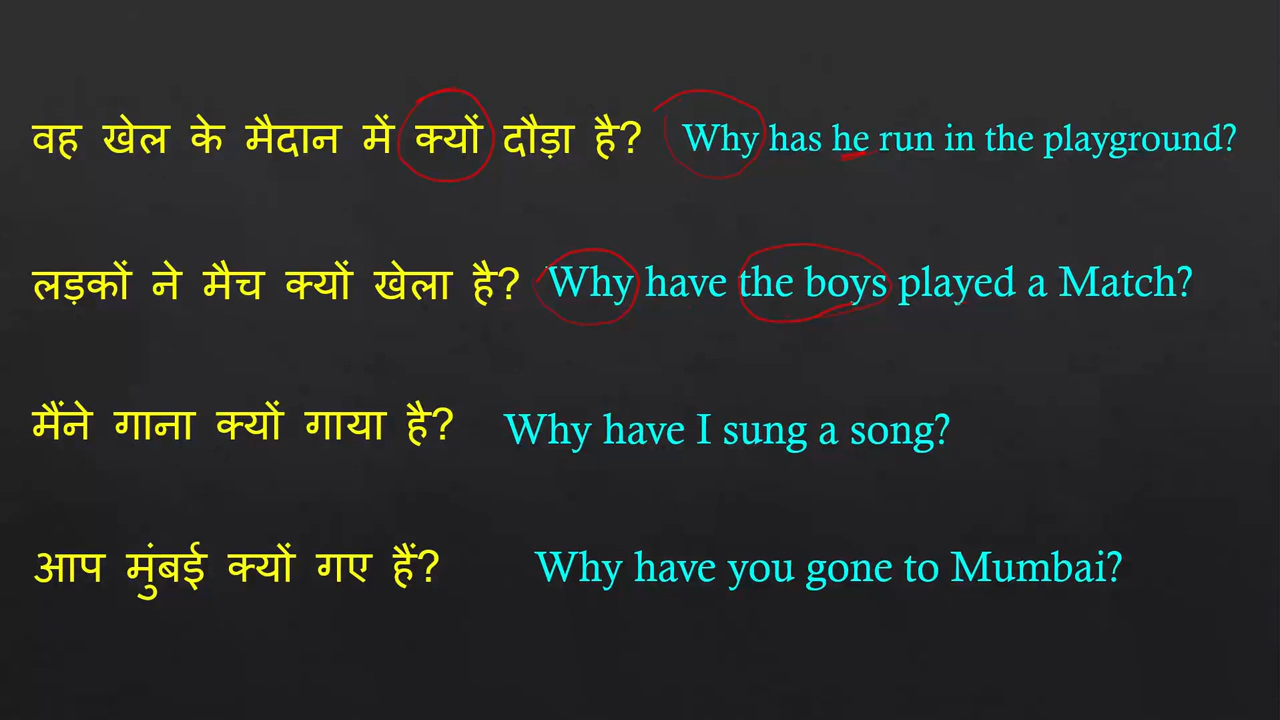 वह खेल के मैदान में क्यों दौड़ा है? Why has he run in the playground?
लड़कों ने मैच क्यों खेला है? Why have the boys played a Match?
मैंने गाना क्यों गाया है? Why have I sung a song?
आप मुंबई क्यों गए हैं? Why have you gone to Mumbai?